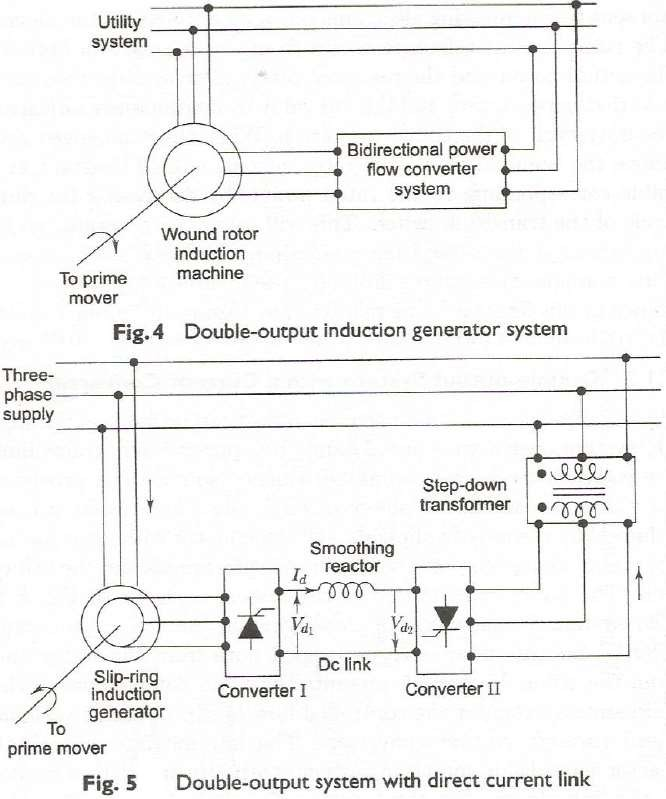 Utility
system
Bidirectional power
flow converter
system
Wound rotor
induction
machine
To prime
mover
Fig.4 Double-output induction generator system
Three-
phase
supply
Step-down
transformer
Smoothing
reactor
I_d
V_d1
V_d2
Dc link
Slip-ring
induction
generator
Converter I
Converter II
To
prime mover
Fig. 5 Double-output system with direct current link